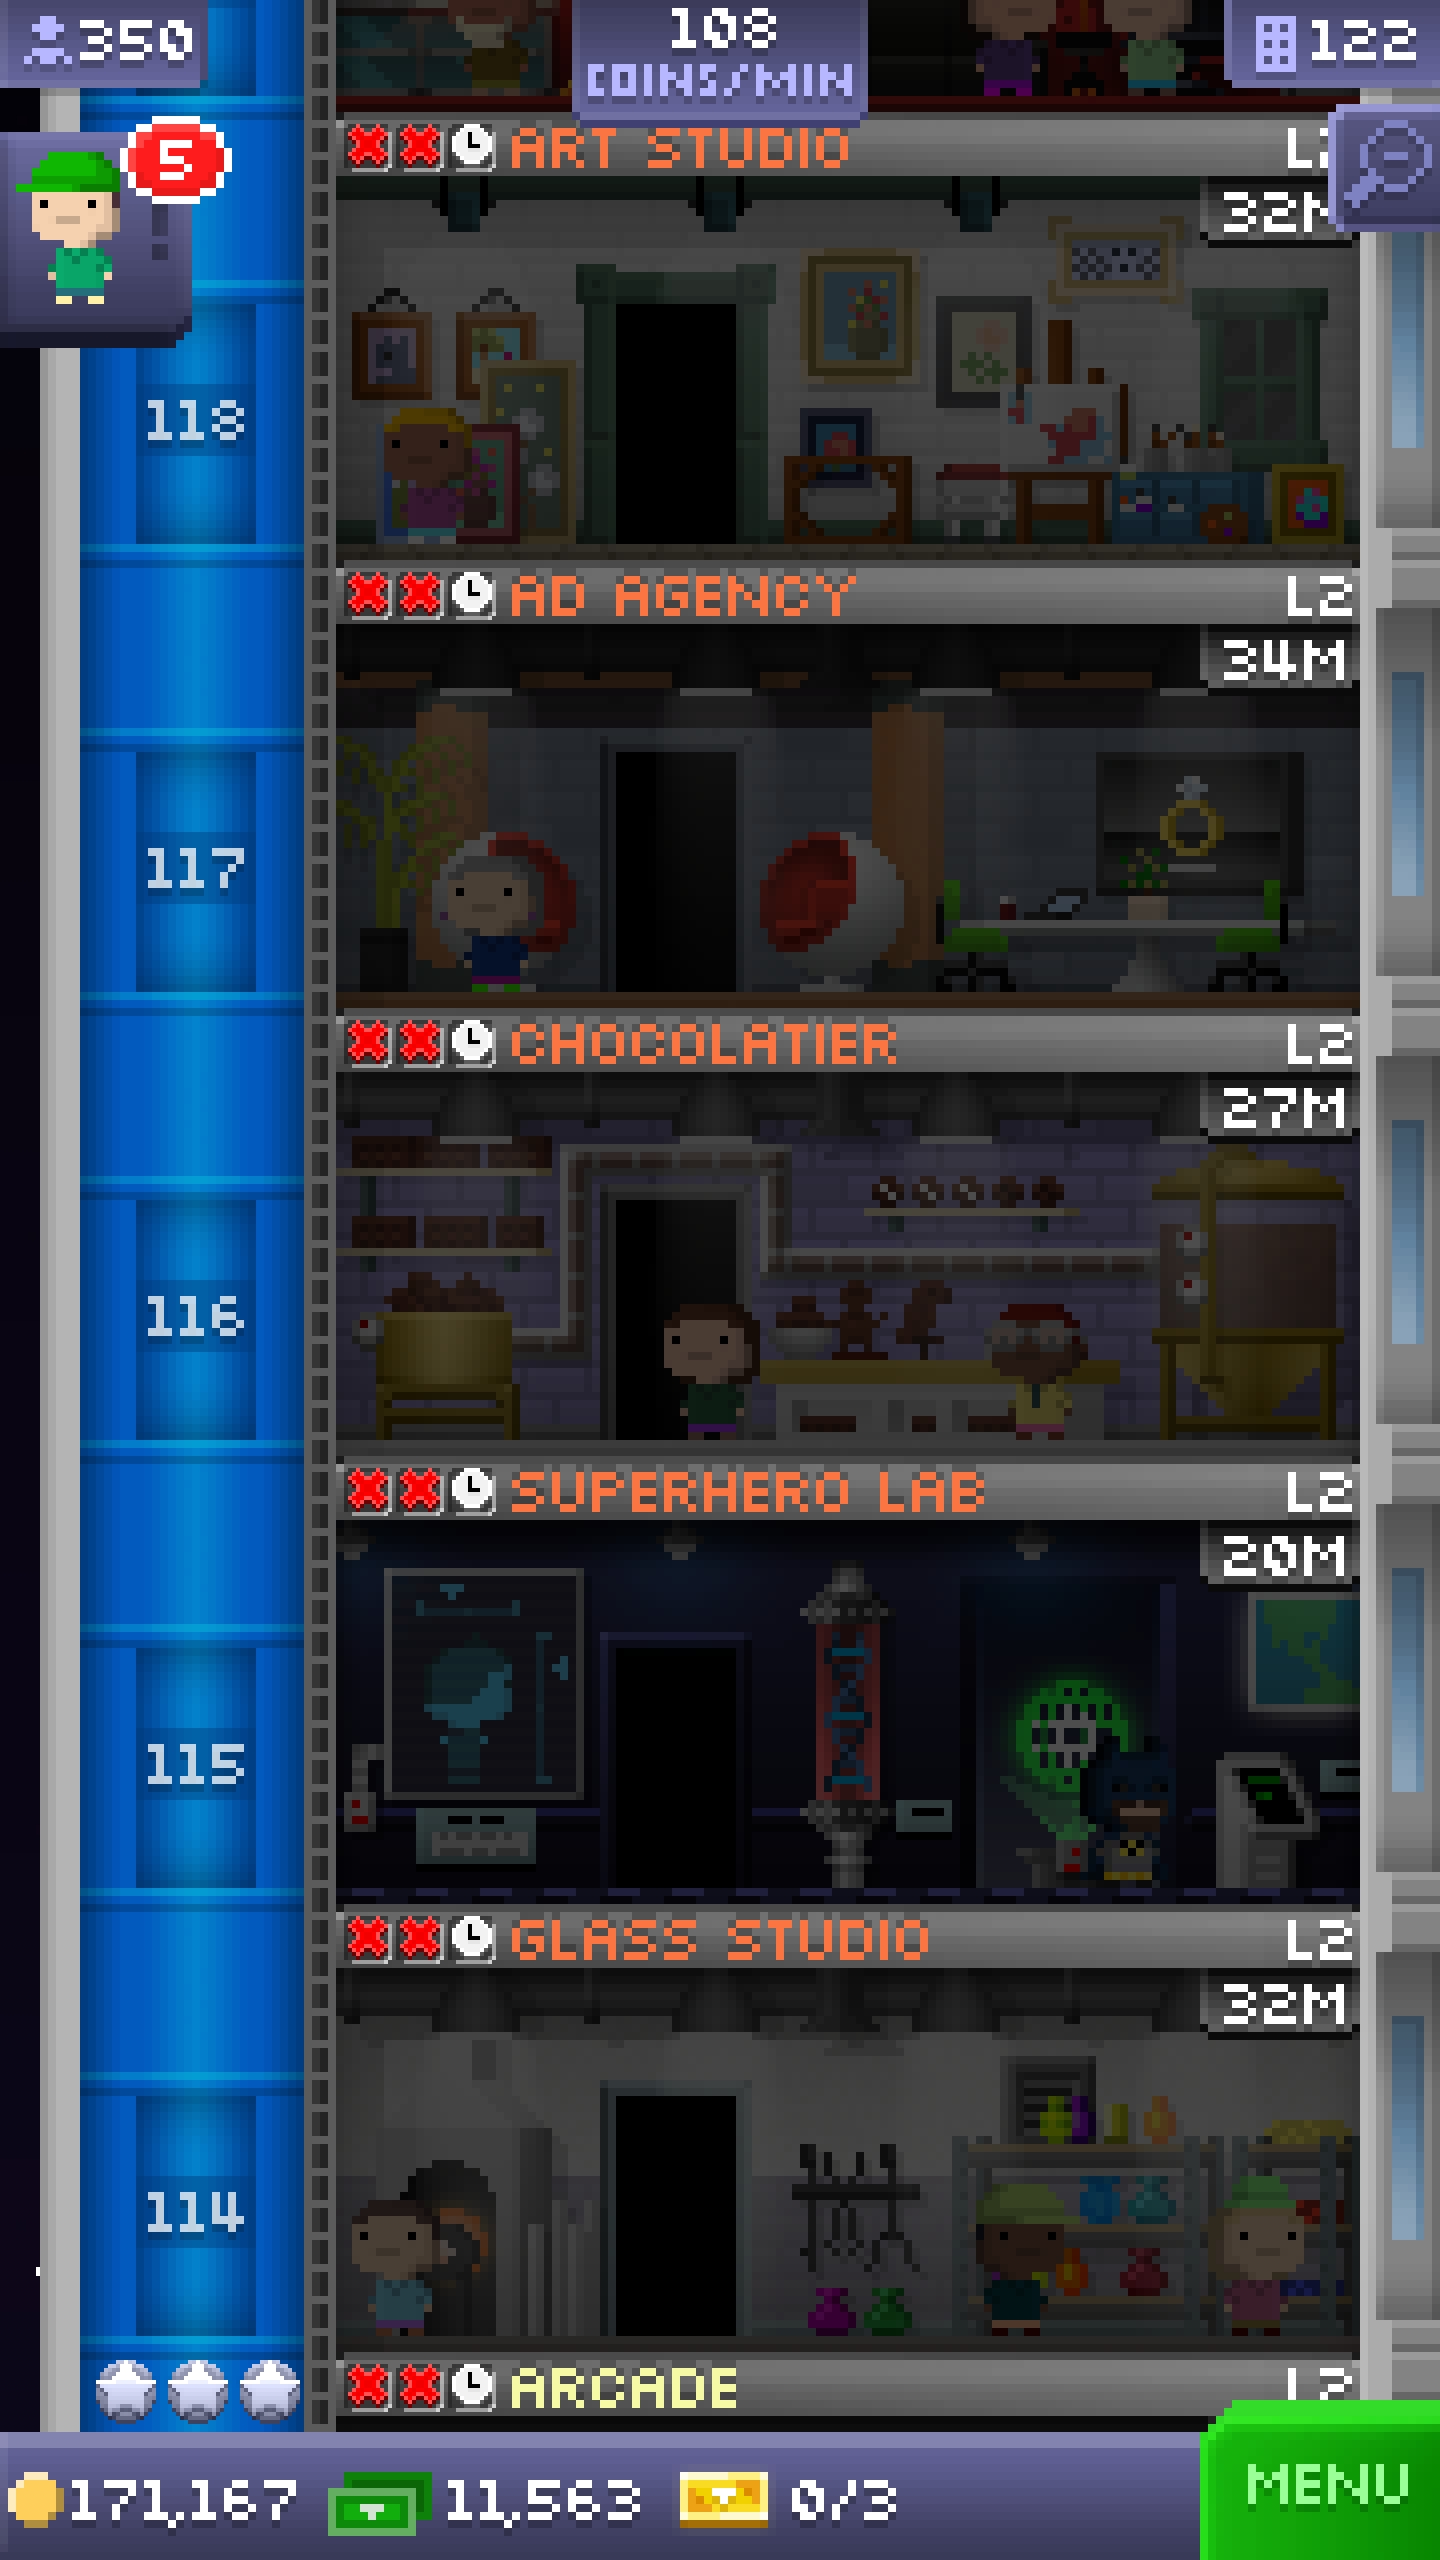 350
108
COINS/MIN
122
5
ART STUDIO
32M
118
AD AGENCY L2
34M
117
CHOCOLATIER L2
27M
116
SUPERHERO LAB L2
20M
115
GLASS STUDIO L2
32M
114
ARCADE L2
171,167 11,563 0/3
MENU